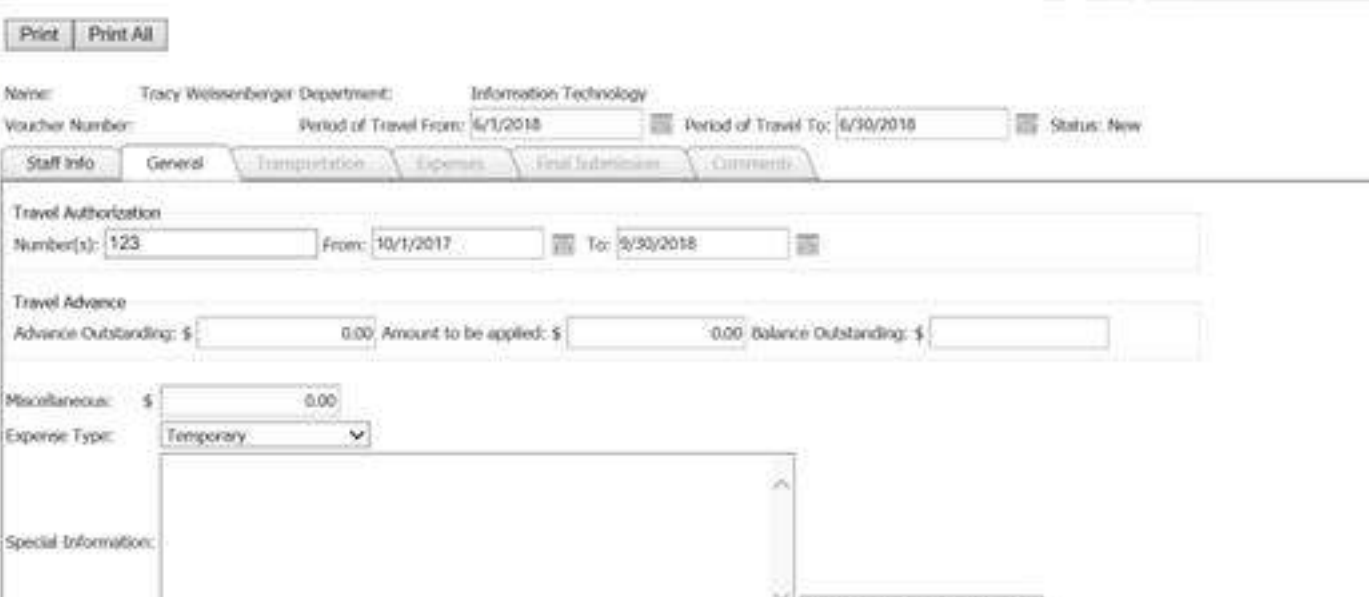 Print Print All
Name: Tracy Weissenberger Department: Information Technology
Voucher Number: Period of Travel From: 6/1/2018 Period of Travel To: 6/30/2018 Status: New
Staff Info General Transportation Expenses Final Submission Comments
Travel Authorization
Number(s): 123 From: 10/1/2017 To: 9/30/2018
Travel Advance
Advance Outstanding: $ 0.00 Amount to be applied: $ 0.00 Balance Outstanding: $
Miscellaneous: $ 0.00
Expense Type: Temporary
Special Information: